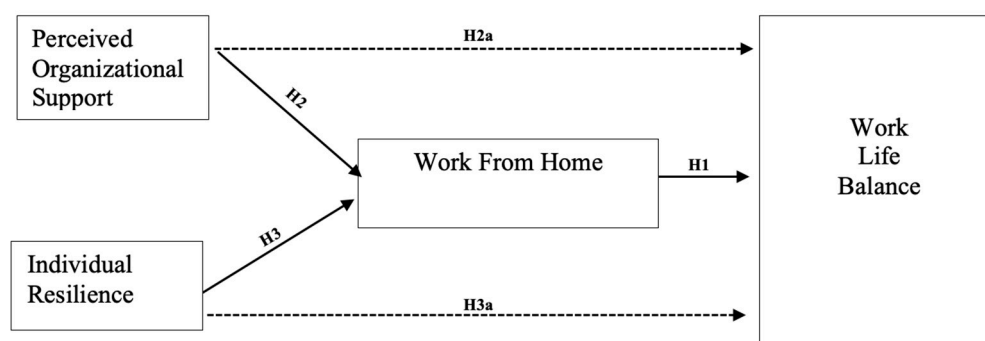 Perceived
Organizational
Support
H2a
H2
Work From Home
H1
Work
Life
Balance
H3
Individual
Resilience
H3a